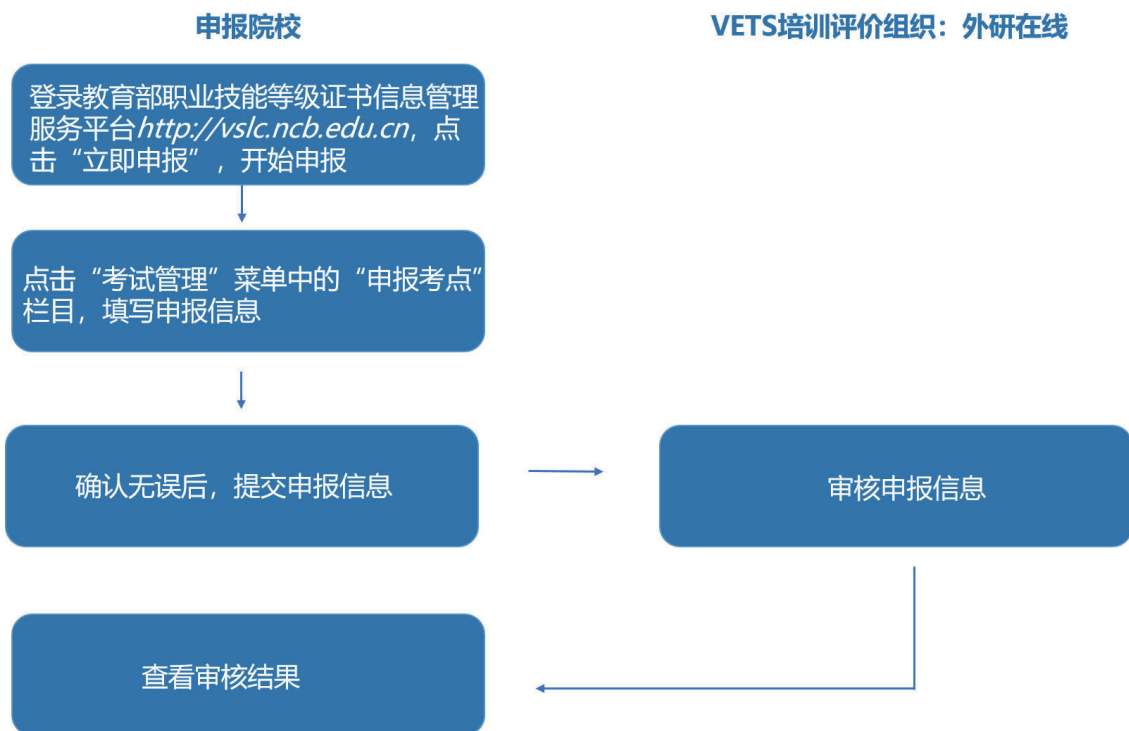 申报院校
VETS培训评价组织：外研在线
登录教育部职业技能等级证书信息管理
服务平台http://vslc.ncb.edu.cn，点
击“立即申报”，开始申报
点击“考试管理”菜单中的“申报考点”
栏目，填写申报信息
确认无误后，提交申报信息
审核申报信息
查看审核结果